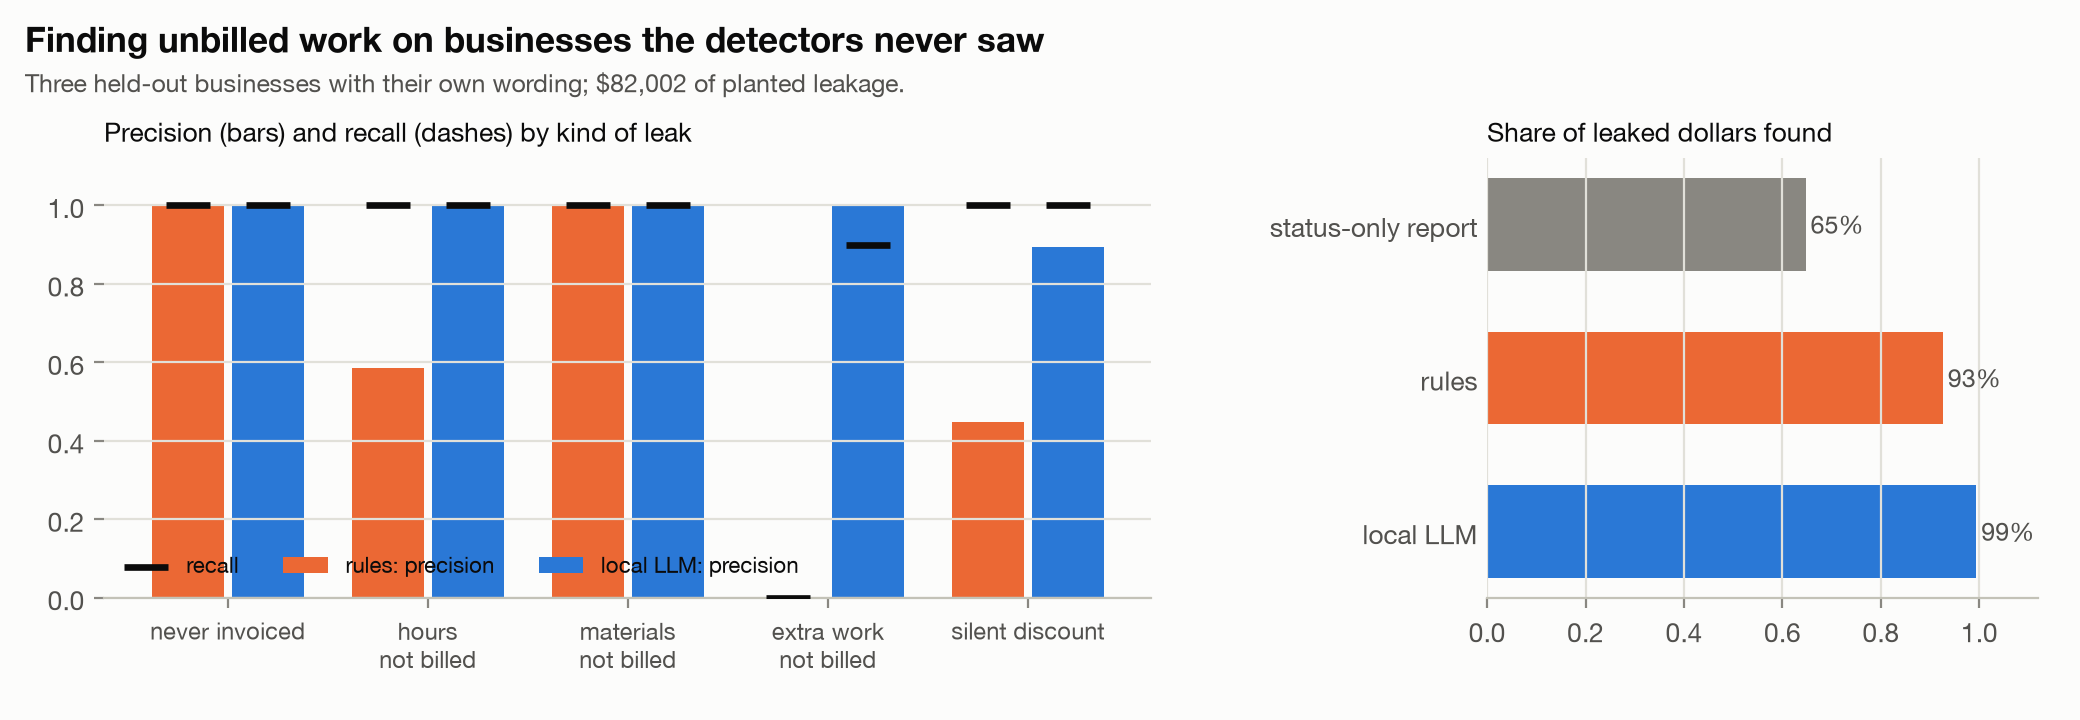 Finding unbilled work on businesses the detectors never saw
Three held-out businesses with their own wording; $82,002 of planted leakage.
Precision (bars) and recall (dashes) by kind of leak
1.0
0.8
0.6
0.4
0.2
0.0
recall
rules: precision
local LLM: precision
never invoiced
hours
not billed
materials
not billed
extra work
not billed
silent discount
Share of leaked dollars found
status-only report
65%
rules
93%
local LLM
99%
0.0
0.2
0.4
0.6
0.8
1.0